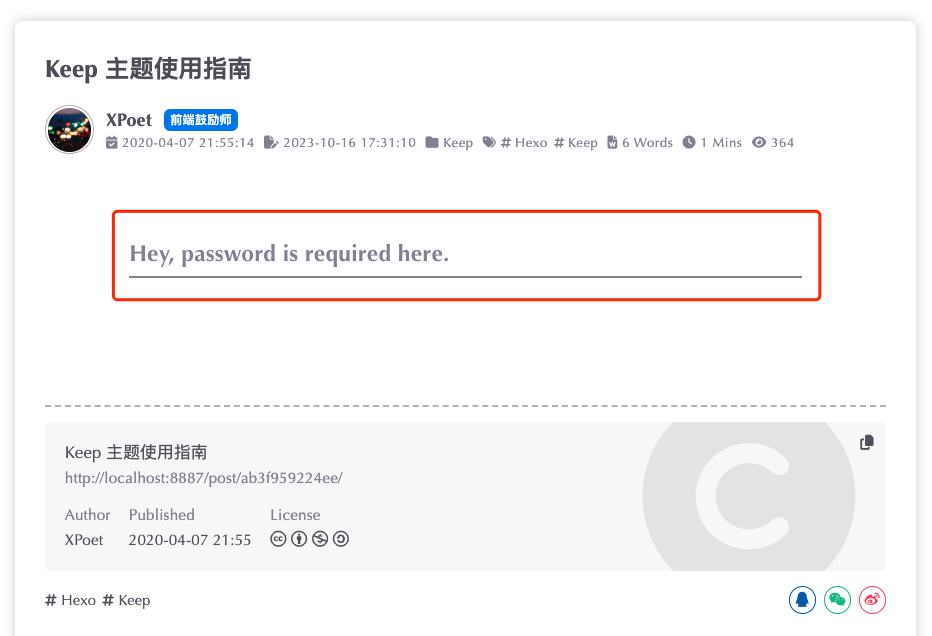 Keep 主题使用指南
XPoet 前端鼓励师
2020-04-07 21:55:14 2023-10-16 17:31:10 Keep # Hexo # Keep 6 Words 1 Mins 364
Hey, password is required here.
Keep 主题使用指南
http://localhost:8887/post/ab3f959224ee/
Author Published License
XPoet 2020-04-07 21:55
# Hexo # Keep